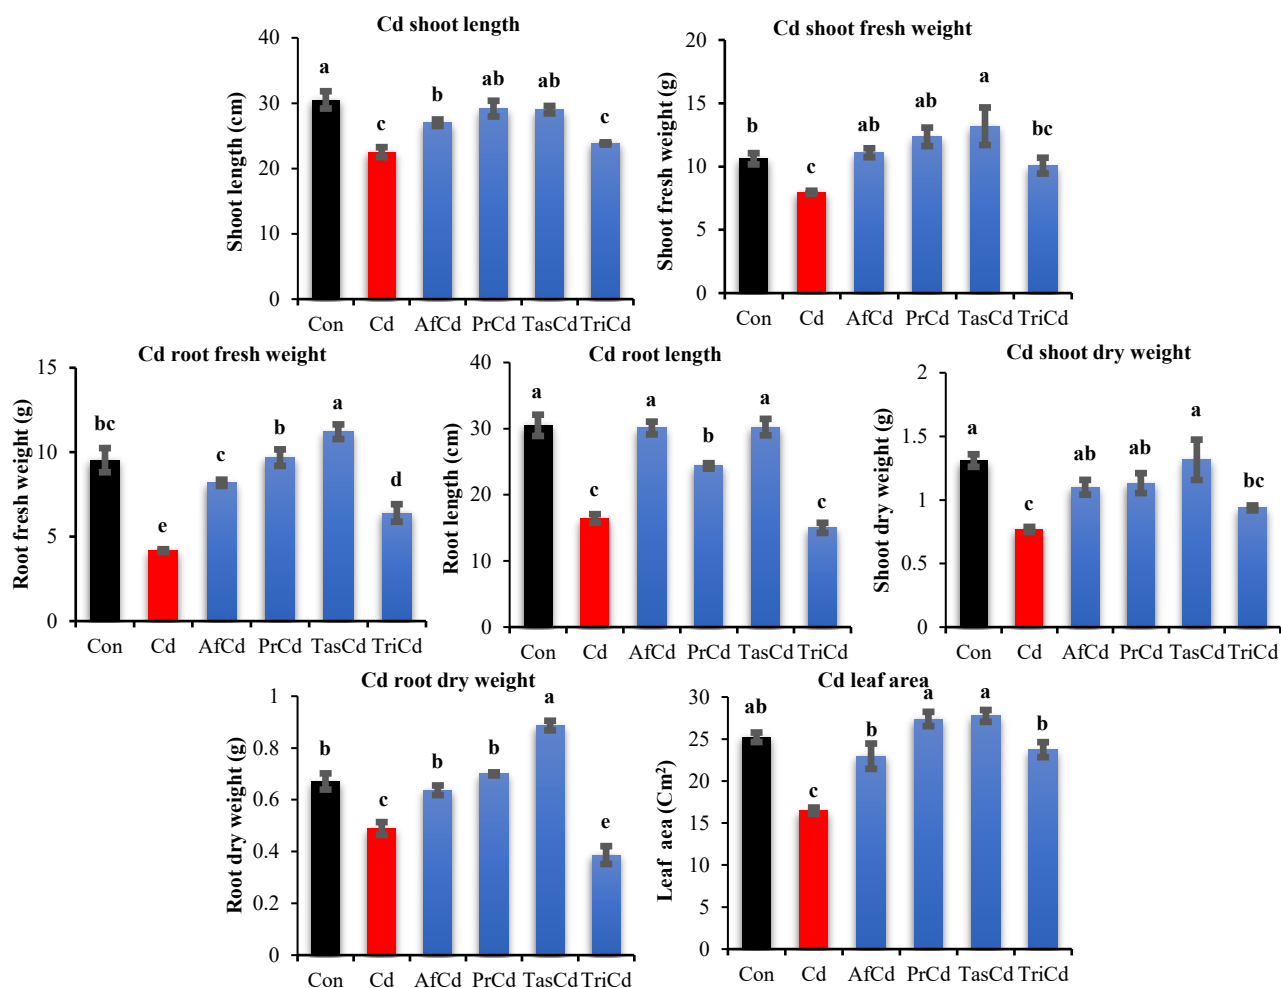 Cd shoot length
Shoot length (cm)
40
30
20
10
0
a
c
b
ab
ab
c
Con Cd AfCd PrCd TasCd TriCd
Cd shoot fresh weight
Shoot fresh weight (g)
20
15
10
5
0
b
c
ab
ab
a
bc
Con Cd AfCd PrCd TasCd TriCd
Cd root fresh weight
Root fresh weight (g)
15
10
5
0
bc
e
c
b
a
d
Con Cd AfCd PrCd TasCd TriCd
Cd root length
Root length (cm)
40
30
20
10
0
a
c
a
b
a
c
Con Cd AfCd PrCd TasCd TriCd
Cd shoot dry weight
Shoot dry weight (g)
2
1.5
1
0.5
0
a
c
ab
ab
a
bc
Con Cd AfCd PrCd TasCd TriCd
Cd root dry weight
Root dry weight (g)
1
0.8
0.6
0.4
0.2
0
b
c
b
b
a
e
Con Cd AfCd PrCd TasCd TriCd
Cd leaf area
Leaf aea (Cm²)
30
25
20
15
10
5
0
ab
c
b
a
a
b
Con Cd AfCd PrCd TasCd TriCd